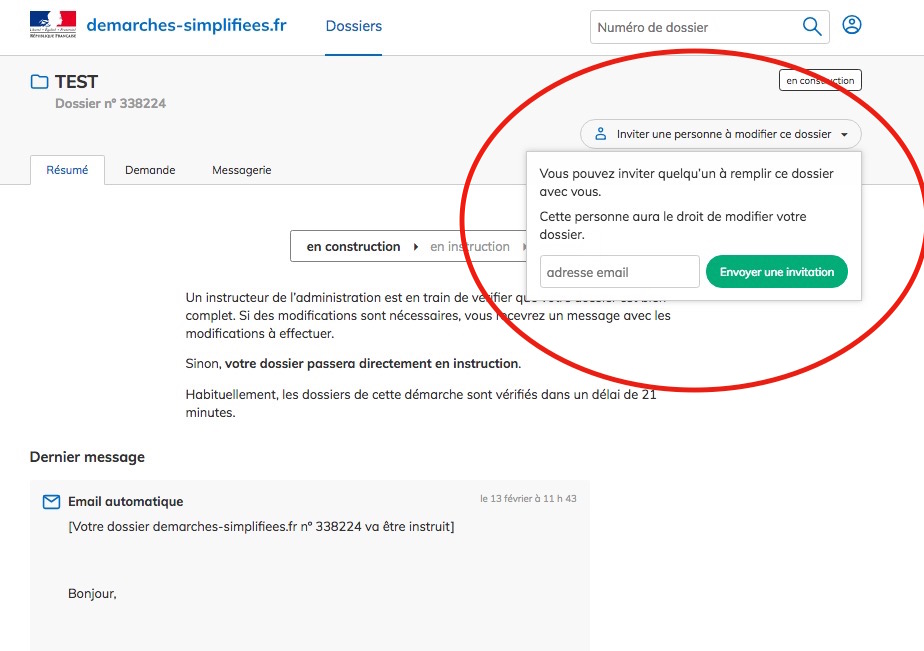 demarches-simplifiees.fr
Dossiers
Numéro de dossier
RÉPUBLIQUE FRANÇAISE
TEST
en construction
Dossier nº 338224
Inviter une personne à modifier ce dossier
Résumé
Demande
Messagerie
Vous pouvez inviter quelqu'un à remplir ce dossier
avec vous.
Cette personne aura le droit de modifier votre
dossier.
adresse email
Envoyer une invitation
en construction
en instruction
Un instructeur de l'administration est en train de vérifier que votre dossier est bien
complet. Si des modifications sont nécessaires, vous recevrez un message avec les
modifications à effectuer.
Sinon, votre dossier passera directement en instruction.
Habituellement, les dossiers de cette démarche sont vérifiés dans un délai de 21
minutes.
Dernier message
Email automatique
le 13 février à 11 h 43
[Votre dossier demarches-simplifiees.fr nº 338224 va être instruit]
Bonjour,